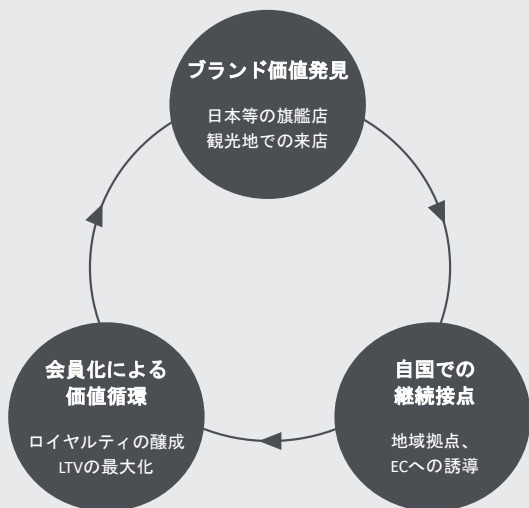 ブランド価値発見
日本等の旗艦店
観光地での来店
会員化による
価値循環
ロイヤルティの醸成
LTVの最大化
自国での
継続接点
地域拠点、
ECへの誘導